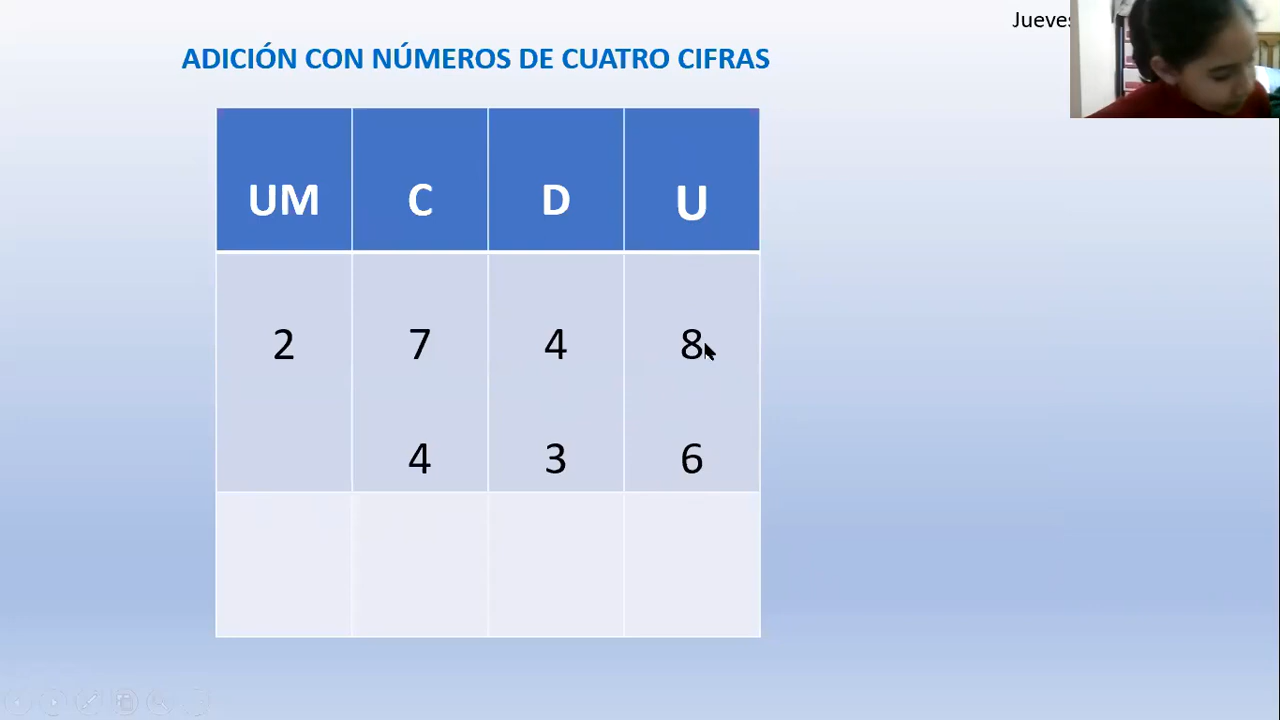 Jueves
ADICIÓN CON NÚMEROS DE CUATRO CIFRAS
UM C D U
2 7 4 8
4 3 6